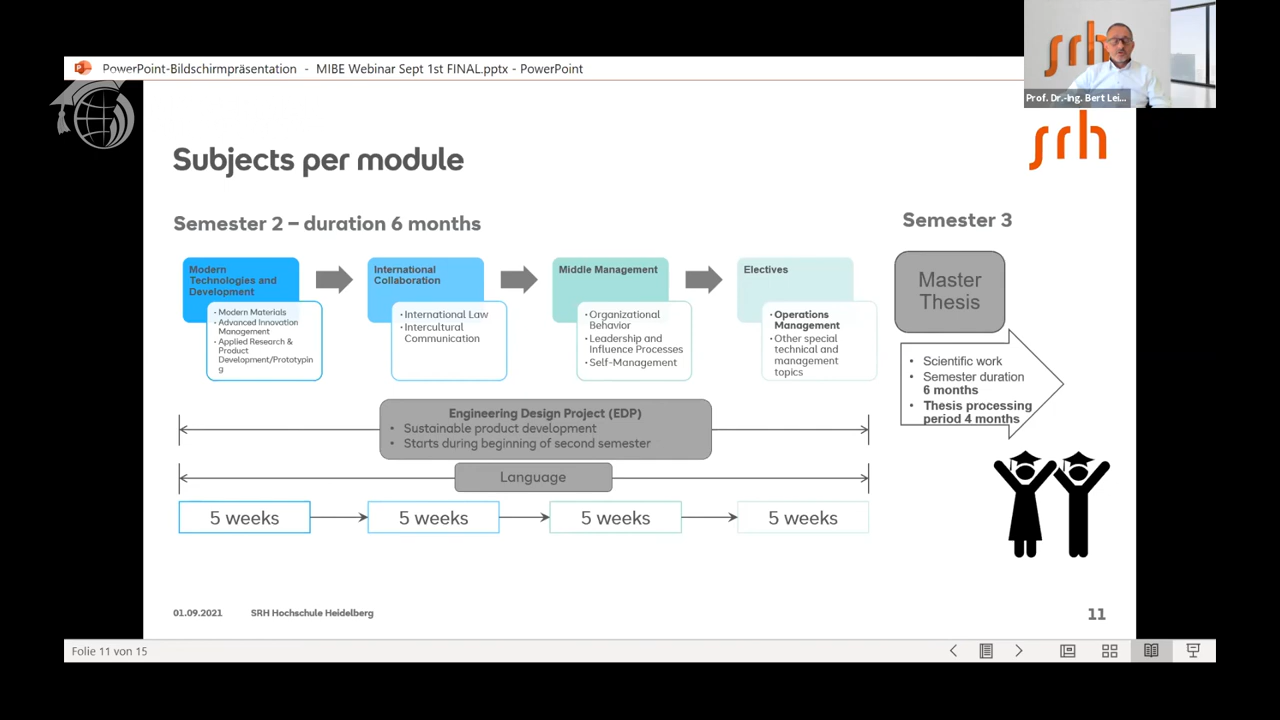 PowerPoint-Bildschirmpräsentation - MIBE Webinar Sept 1st FINAL.pptx - PowerPoint
srh
Prof. Dr.-Ing. Bert Lei...
srh
Subjects per module
Semester 2 – duration 6 months
Semester 3
Modern
Technologies and
Development
• Modern Materials
• Advanced Innovation
Management
• Applied Research &
Product
Development/Prototypin
g
International
Collaboration
• International Law
• Intercultural
Communication
Middle Management
• Organizational
Behavior
• Leadership and
Influence Processes
• Self-Management
Electives
• Operations
Management
• Other special
technical and
management
topics
Master
Thesis
• Scientific work
• Semester duration
6 months
• Thesis processing
period 4 months
Engineering Design Project (EDP)
• Sustainable product development
• Starts during beginning of second semester
Language
5 weeks
5 weeks
5 weeks
5 weeks
01.09.2021
SRH Hochschule Heidelberg
11
Folie 11 von 15